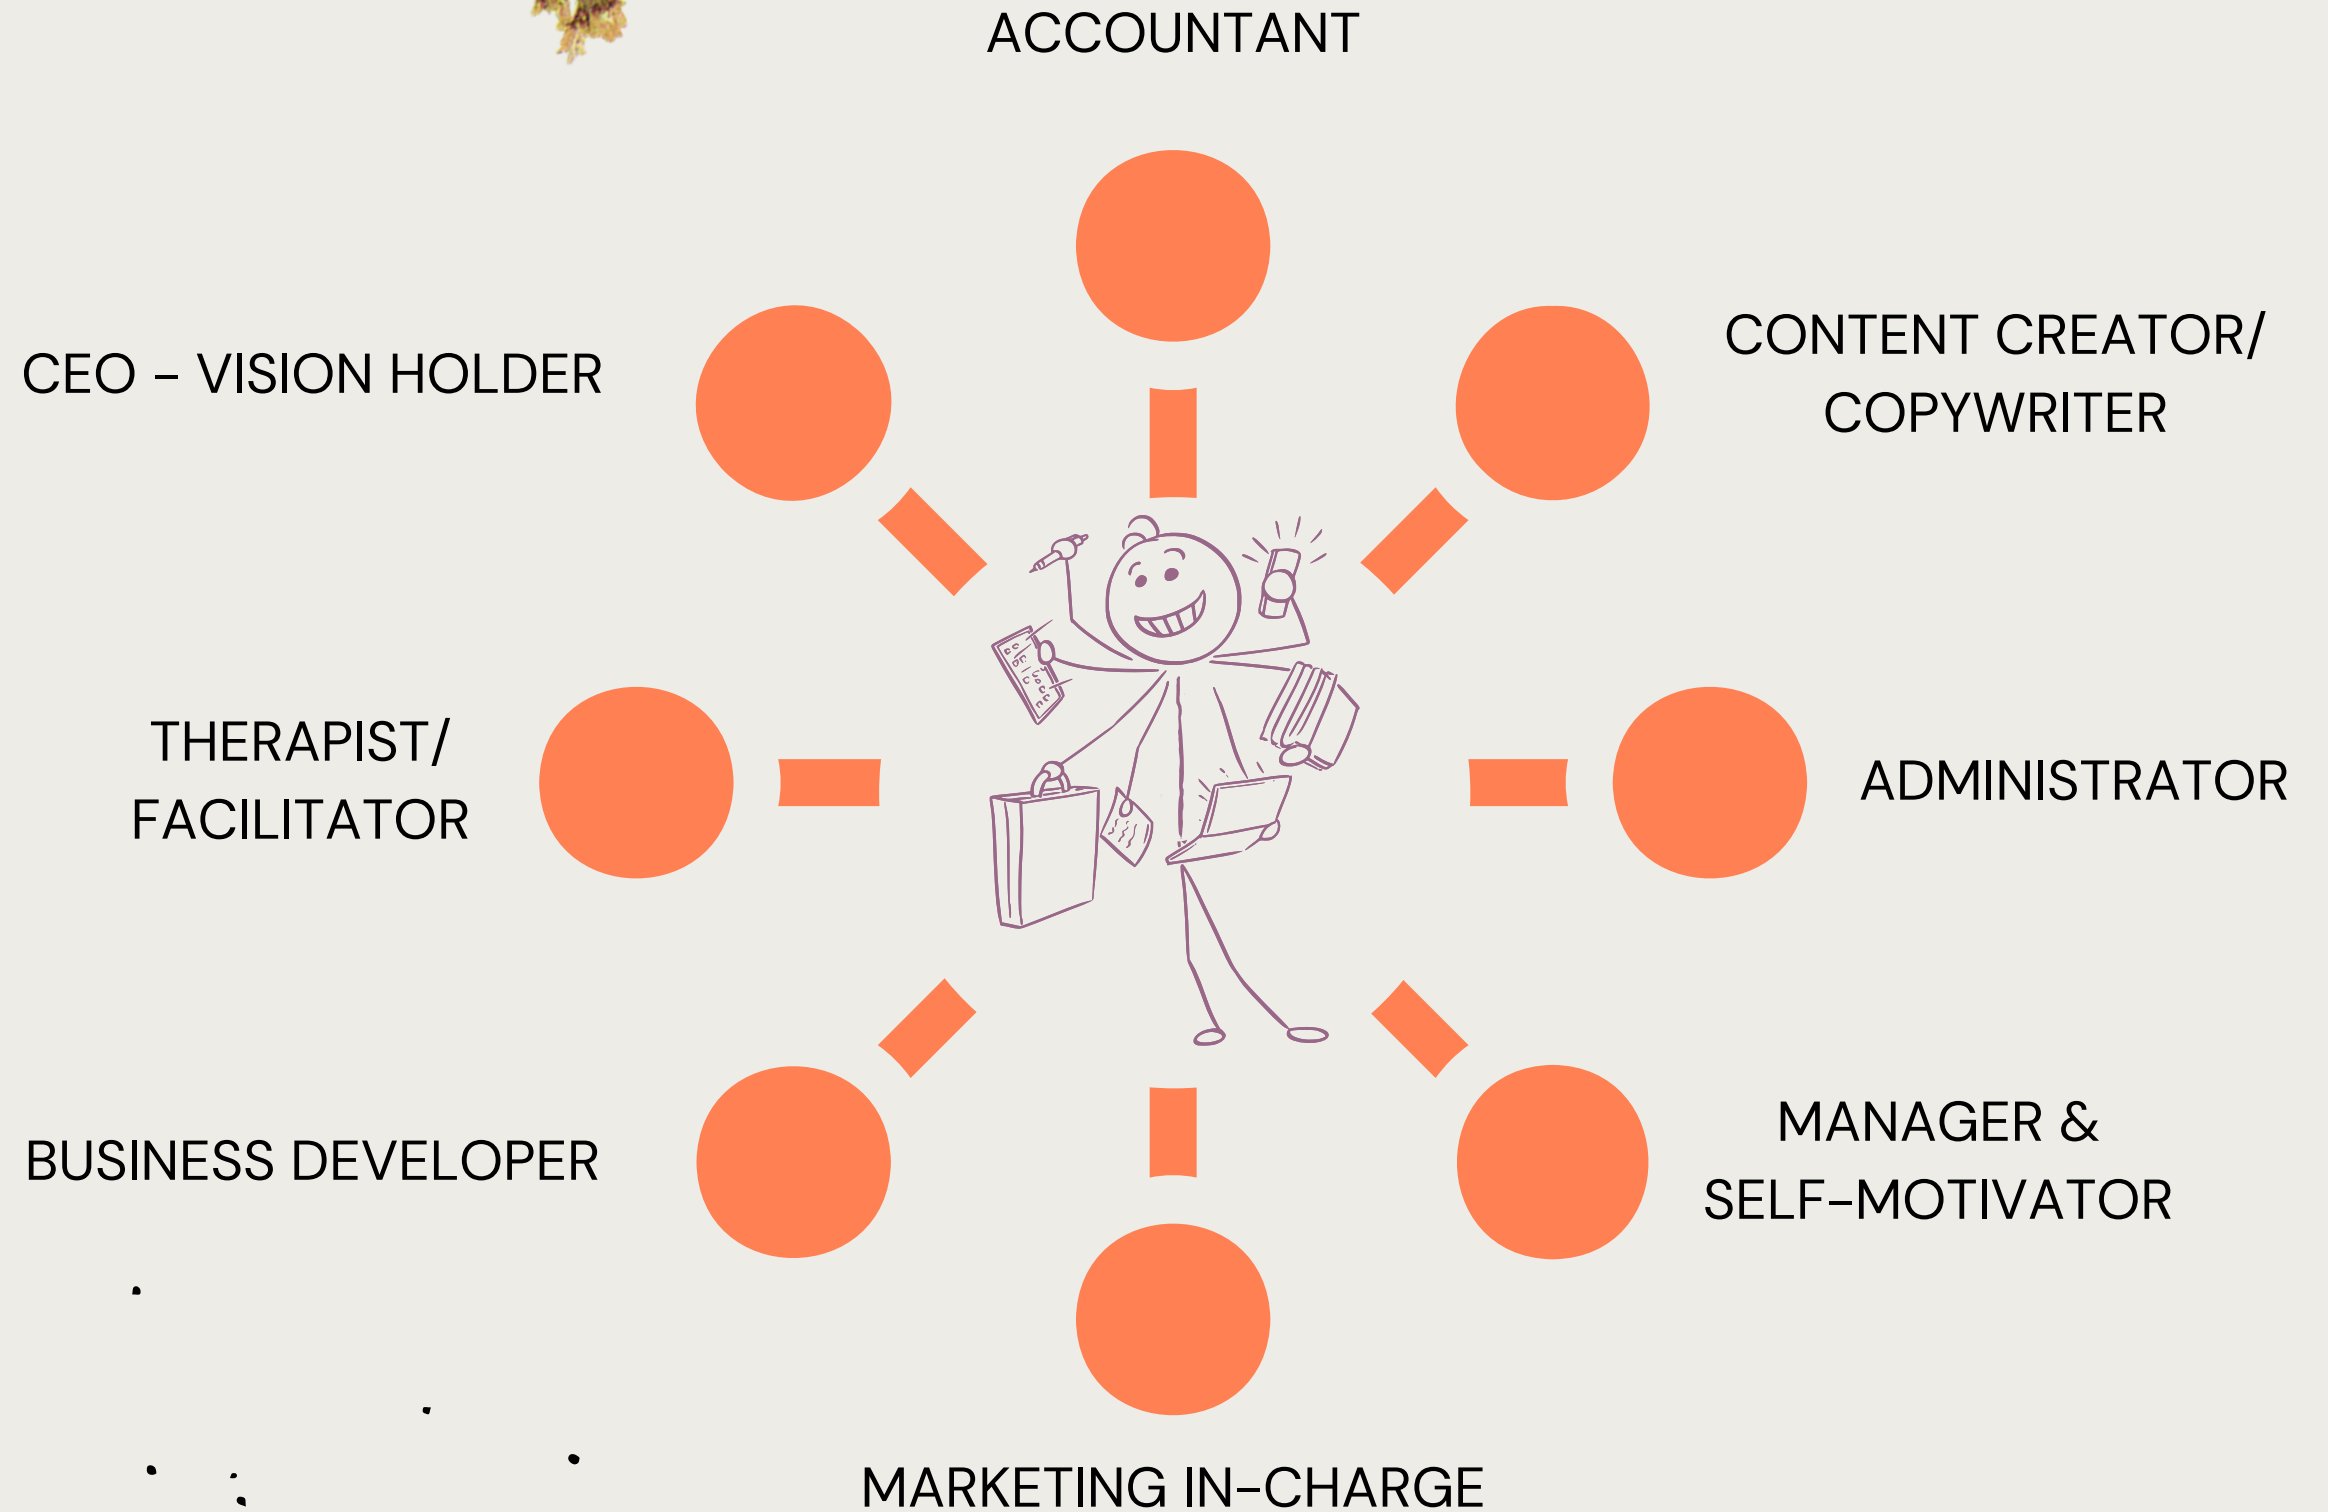 ACCOUNTANT
CEO – VISION HOLDER
CONTENT CREATOR/
COPYWRITER
THERAPIST/
FACILITATOR
ADMINISTRATOR
BUSINESS DEVELOPER
MANAGER &
SELF-MOTIVATOR
MARKETING IN-CHARGE